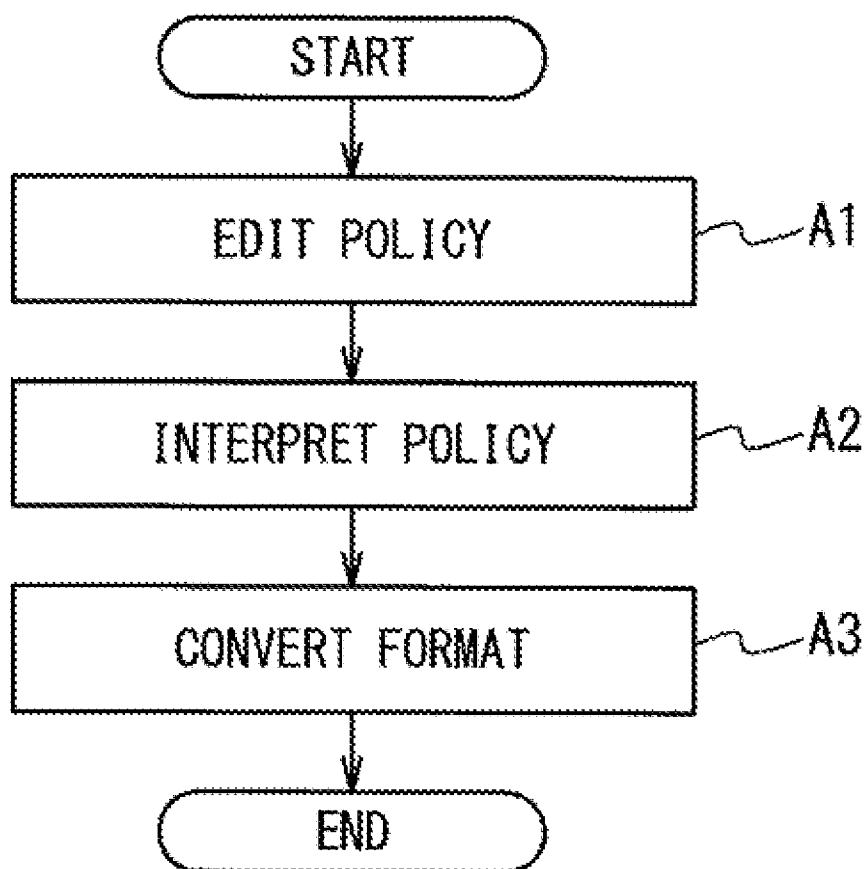 START
EDIT POLICY
A1
INTERPRET POLICY
A2
CONVERT FORMAT
A3
END